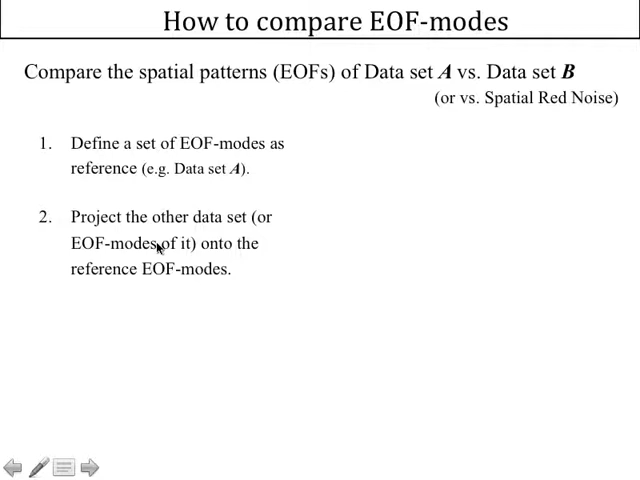 How to compare EOF-modes
Compare the spatial patterns (EOFs) of Data set A vs. Data set B
(or vs. Spatial Red Noise)
1. Define a set of EOF-modes as
reference (e.g. Data set A).
2. Project the other data set (or
EOF-modes of it) onto the
reference EOF-modes.